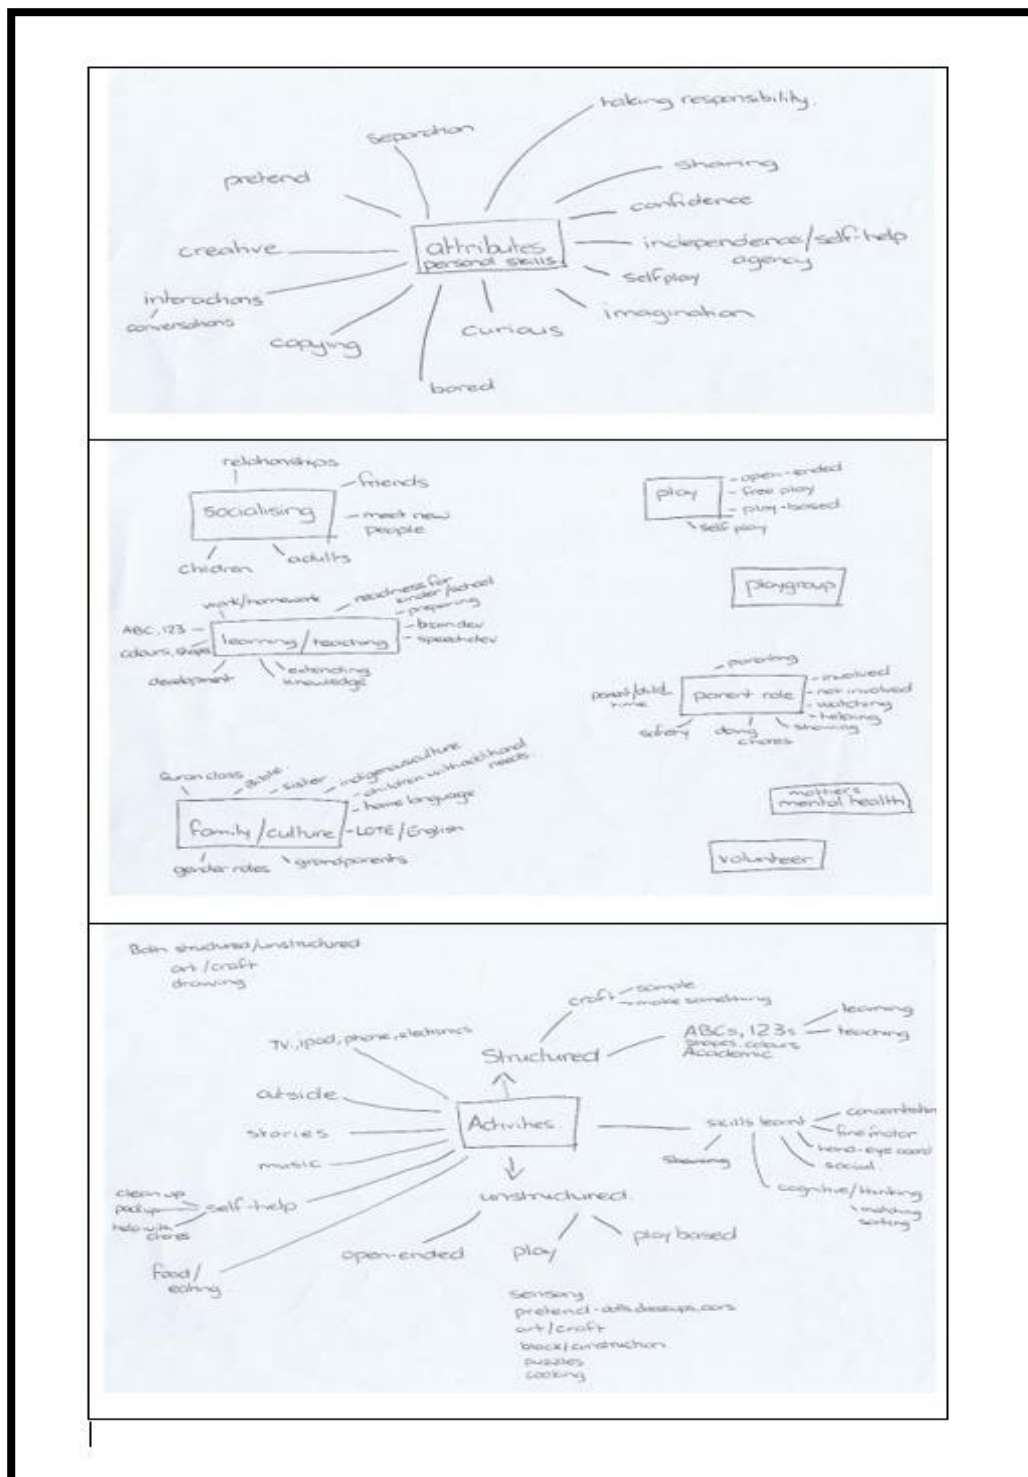 taking responsibility.
separation
sharing
pretend
confidence
attributes
personal skills
independence/self-help
agency
creative
self play
interactions
conversations
imagination
curious
copying
bored
relationships
friends
socialising
meet new
people
children
adults
play
open-ended
free play
play-based
self play
playgroup
work/homework
readiness for
kinder/school
preparing
ABC, 123
brain dev
learning/teaching
speech dev
colours, shapes
development
extending
knowledge
parenting
involved
parent/child
time
parent role
not involved
watching
helping
showing
safety
doing
chores
Quran class
Bible
sister
indigenous culture
children with additional
needs
home language
family/culture
LOTE/English
gender roles
grandparents
mothers
mental health
volunteer
Both structured/unstructured
art/craft
drawing
craft
sample
make something
learning
TV, ipad, phone, electronics
ABCs, 123s
teaching
Structured
shapes, colours
Academic
outside
Activities
concentration
stories
skills learnt
fine motor
hand-eye coord
music
sharing
social
cognitive/thinking
matching
sorting
clean up
pack up
self-help
help with
chores
unstructured
open-ended
play
play based
food/
eating
sensory
pretend-dolls, dressups, cars
art/craft
block/construction
puzzles
cooking